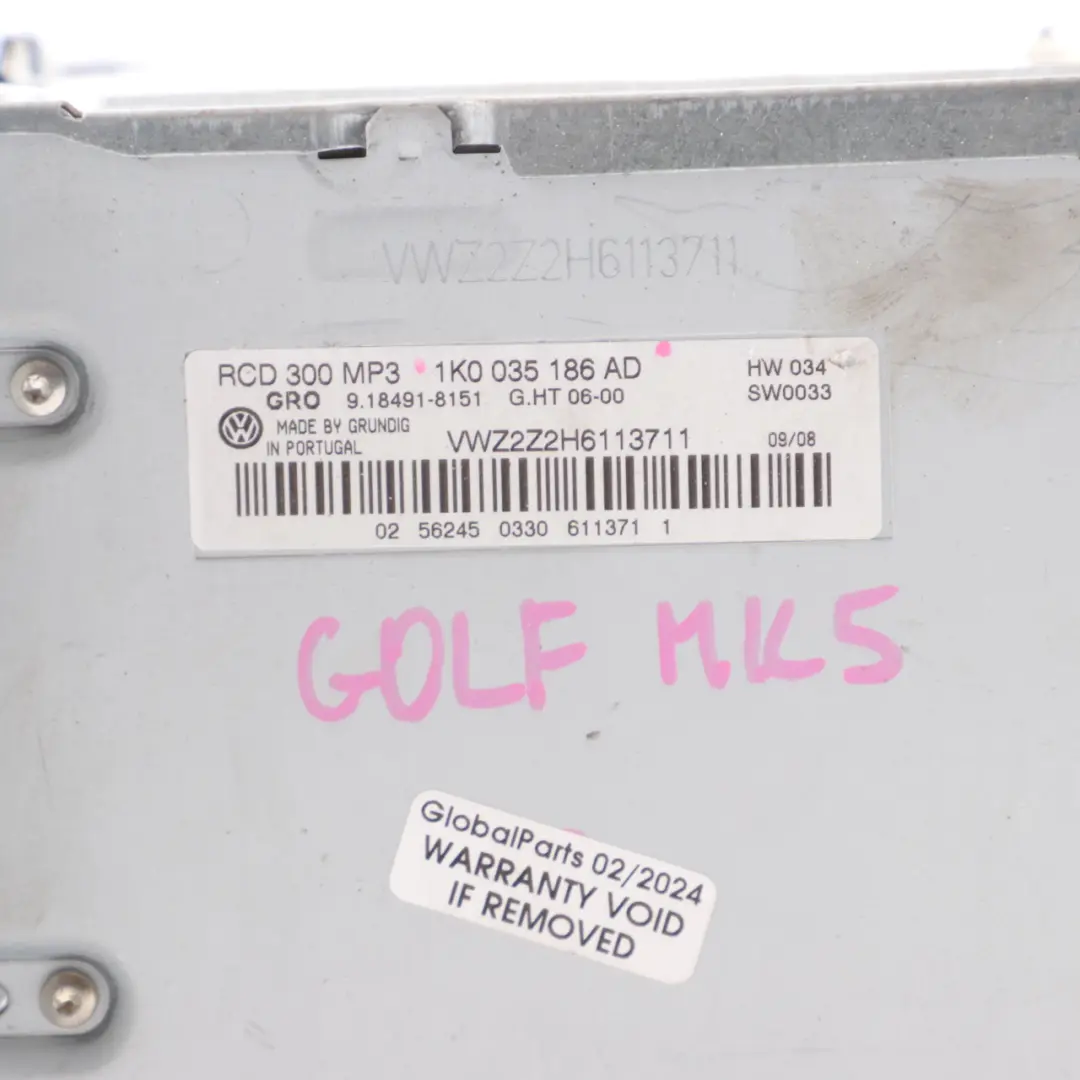 VWZ2Z2H6113711
RCD 300 MP3 1K0 035 186 AD HW 034
GRO 9.18491-8151 G.HT 06-00 SW0033
MADE BY GRUNDIG
IN PORTUGAL VWZ2Z2H6113711 09/08
02 56245 0330 611371 1
GOLF MK5
GlobalParts 02/2024
WARRANTY VOID
IF REMOVED